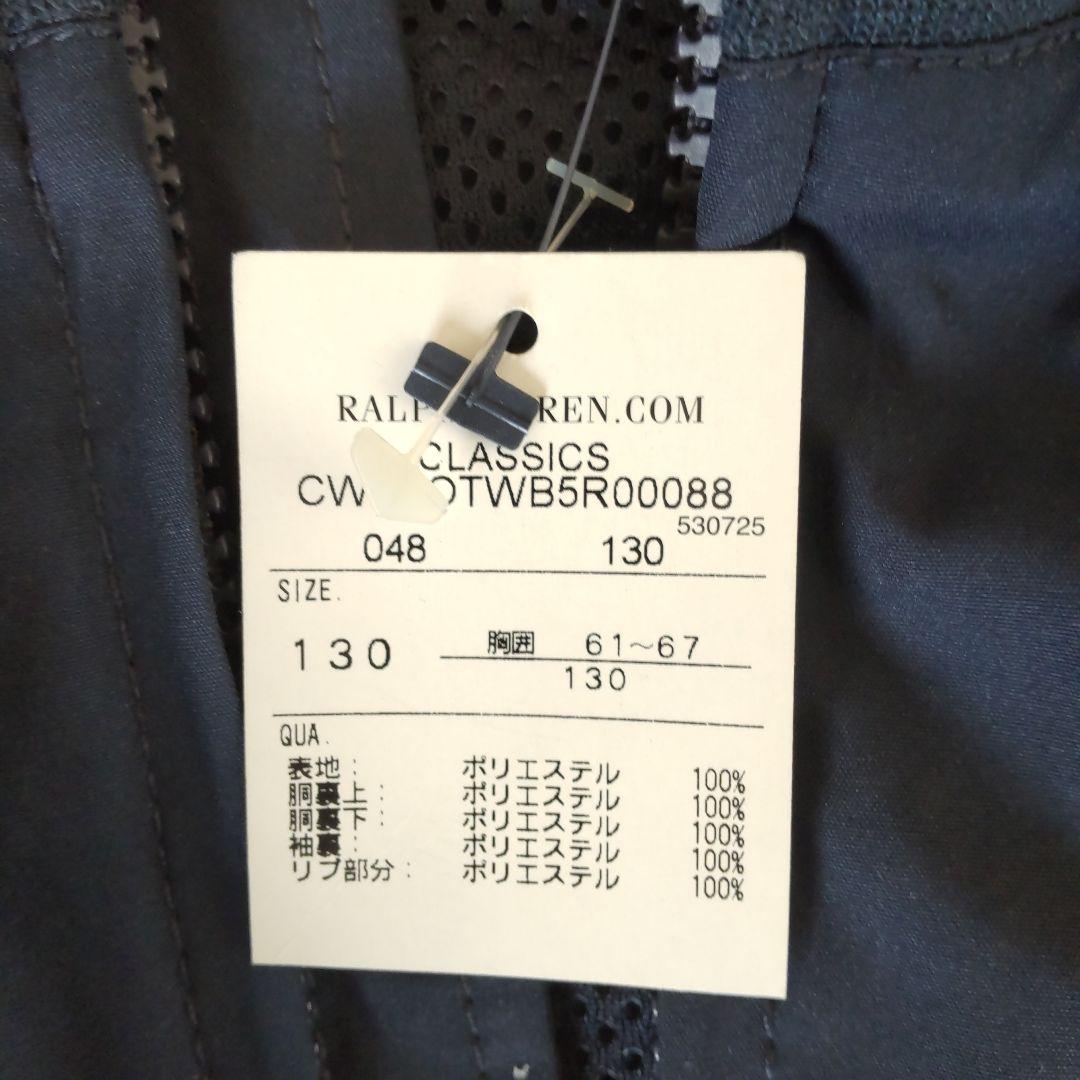 RALP REN.COM
CLASSICS
CW OTWB5R00088
530725
048 130
SIZE.
130 胸囲 61~67
130
QUA.
表地: ポリエステル 100%
胴裏上: ポリエステル 100%
胴裏下: ポリエステル 100%
袖裏: ポリエステル 100%
リブ部分: ポリエステル 100%